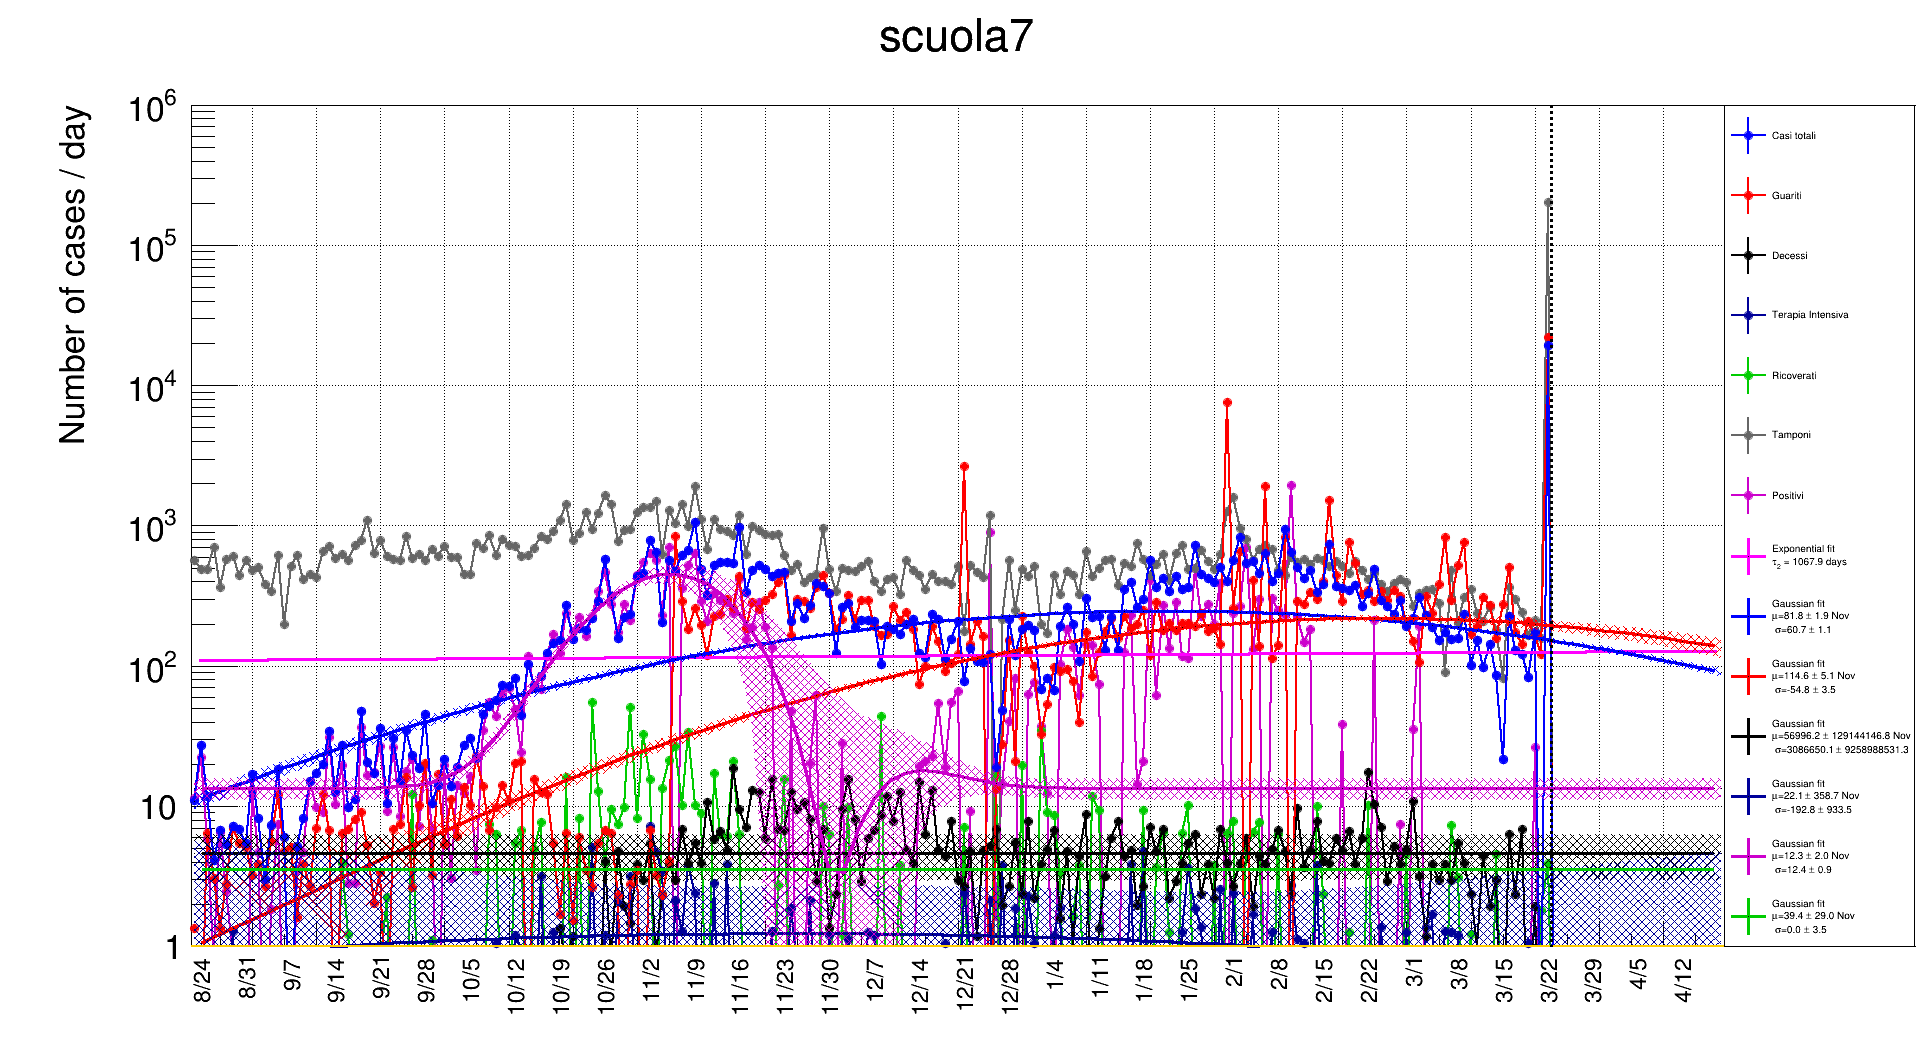 scuola7
Number of cases / day
10^6
10^5
10^4
10^3
10^2
10
1
8/24 8/31 9/7 9/14 9/21 9/28 10/5 10/12 10/19 10/26 11/2 11/9 11/16 11/23 11/30 12/7 12/14 12/21 12/28 1/4 1/11 1/18 1/25 2/1 2/8 2/15 2/22 3/1 3/8 3/15 3/22 3/29 4/5 4/12
Casi totali
Guariti
Decessi
Terapia Intensiva
Ricoverati
Tamponi
Positivi
Exponential fit
τ₂ = 1067.9 days
Gaussian fit
μ=81.8 ± 1.9 Nov
σ=60.7 ± 1.1
Gaussian fit
μ=114.6 ± 5.1 Nov
σ=-54.8 ± 3.5
Gaussian fit
μ=56996.2 ± 129144146.8 Nov
σ=3086650.1 ± 9258988531.3
Gaussian fit
μ=22.1 ± 358.7 Nov
σ=-192.8 ± 933.5
Gaussian fit
μ=12.3 ± 2.0 Nov
σ=12.4 ± 0.9
Gaussian fit
μ=39.4 ± 29.0 Nov
σ=0.0 ± 3.5